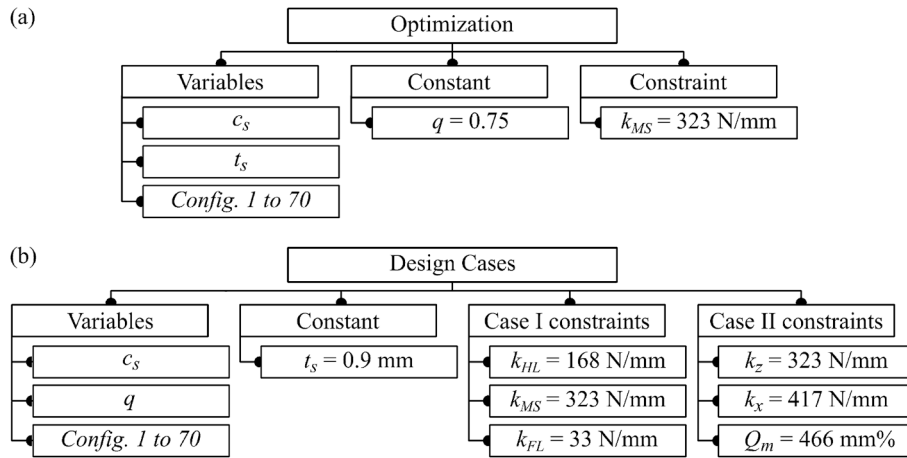 (a)
Optimization
Variables
Constant
Constraint
c_s
q = 0.75
k_MS = 323 N/mm
t_s
Config. 1 to 70
(b)
Design Cases
Variables
Constant
Case I constraints
Case II constraints
c_s
t_s = 0.9 mm
k_HL = 168 N/mm
k_z = 323 N/mm
q
k_MS = 323 N/mm
k_x = 417 N/mm
Config. 1 to 70
k_FL = 33 N/mm
Q_m = 466 mm%